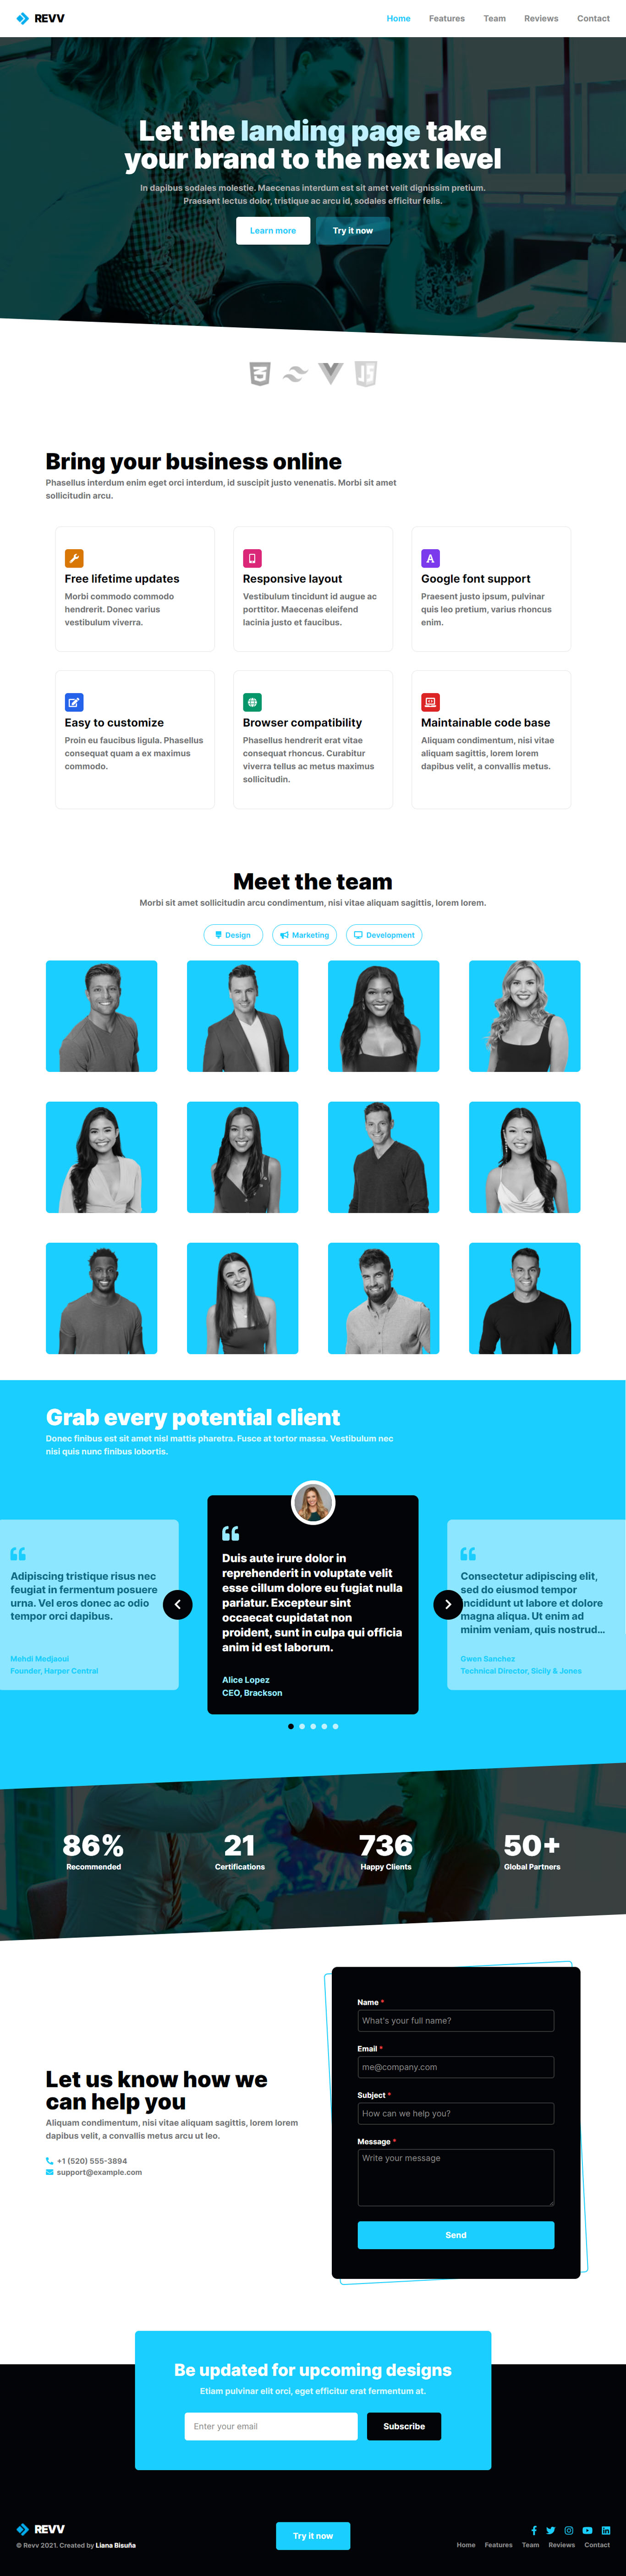 REVV
Home Features Team Reviews Contact
Let the landing page take
your brand to the next level
In dapibus sodales molestie. Maecenas interdum est sit amet velit dignissim pretium.
Praesent lectus dolor, tristique ac arcu id, sodales efficitur felis.
Learn more Try it now
3 JS
Bring your business online
Phasellus interdum enim eget orci interdum, id suscipit justo venenatis. Morbi sit amet
sollicitudin arcu.
Free lifetime updates
Morbi commodo commodo
hendrerit. Donec varius
vestibulum viverra.
Responsive layout
Vestibulum tincidunt id augue ac
porttitor. Maecenas eleifend
lacinia justo et faucibus.
A
Google font support
Praesent justo ipsum, pulvinar
quis leo pretium, varius rhoncus
enim.
Easy to customize
Proin eu faucibus ligula. Phasellus
consequat quam a ex maximus
commodo.
Browser compatibility
Phasellus hendrerit erat vitae
consequat rhoncus. Curabitur
viverra tellus ac metus maximus
sollicitudin.
Maintainable code base
Aliquam condimentum, nisi vitae
aliquam sagittis, lorem lorem
dapibus velit, a convallis metus.
Meet the team
Morbi sit amet sollicitudin arcu condimentum, nisi vitae aliquam sagittis, lorem lorem.
Design Marketing Development
Grab every potential client
Donec finibus est sit amet nisl mattis pharetra. Fusce at tortor massa. Vestibulum nec
nisi quis nunc finibus lobortis.
Adipiscing tristique risus nec
feugiat in fermentum posuere
urna. Vel eros donec ac odio
tempor orci dapibus.
Mehdi Medjaoui
Founder, Harper Central
Duis aute irure dolor in
reprehenderit in voluptate velit
esse cillum dolore eu fugiat nulla
pariatur. Excepteur sint
occaecat cupidatat non
proident, sunt in culpa qui officia
anim id est laborum.
Alice Lopez
CEO, Brackson
Consectetur adipiscing elit,
sed do eiusmod tempor
incididunt ut labore et dolore
magna aliqua. Ut enim ad
minim veniam, quis nostrud...
Gwen Sanchez
Technical Director, Siclly & Jones
86% 21 736 50+
Recommended Certifications Happy Clients Global Partners
Let us know how we
can help you
Aliquam condimentum, nisi vitae aliquam sagittis, lorem lorem
dapibus velit, a convallis metus arcu ut leo.
+1 (520) 555-3894
support@example.com
Name *
What's your full name?
Email *
me@company.com
Subject *
How can we help you?
Message *
Write your message
Send
Be updated for upcoming designs
Etiam pulvinar elit orci, eget efficitur erat fermentum at.
Enter your email Subscribe
REVV
© Revv 2021. Created by Liana Bisuña
Try it now
Home Features Team Reviews Contact